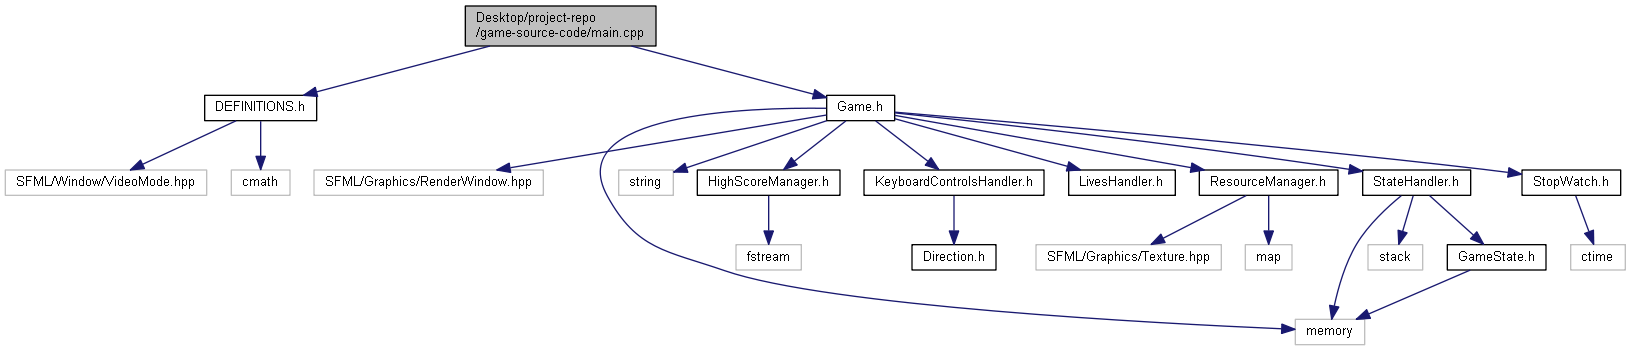 Desktop/project-repo
/game-source-code/main.cpp
DEFINITIONS.h
Game.h
SFML/Window/VideoMode.hpp
cmath
SFML/Graphics/RenderWindow.hpp
string
HighScoreManager.h
KeyboardControlsHandler.h
LivesHandler.h
ResourceManager.h
StateHandler.h
StopWatch.h
fstream
Direction.h
SFML/Graphics/Texture.hpp
map
stack
GameState.h
ctime
memory